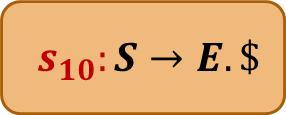 s₁₀: S → E. $